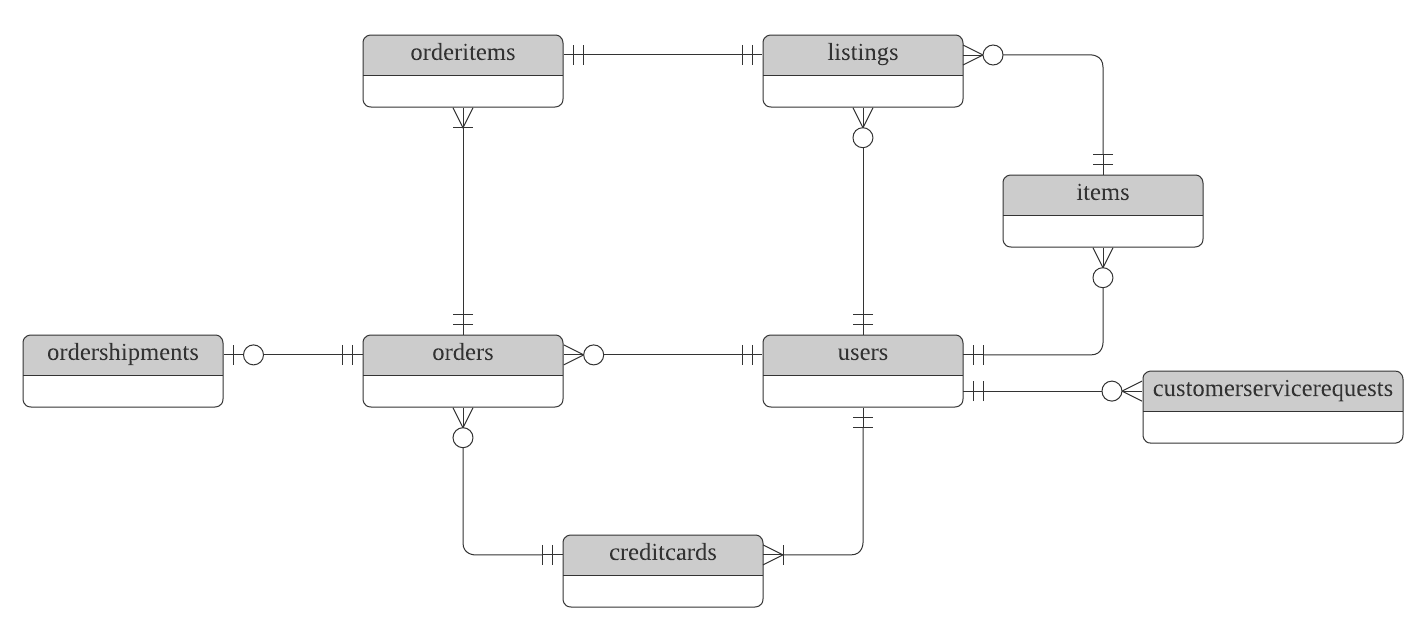 orderitems
listings
items
ordershipments
orders
users
customerservicerequests
creditcards